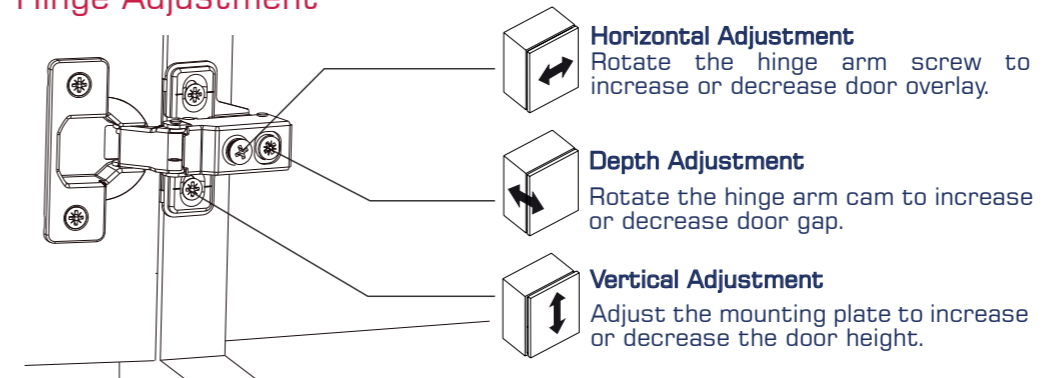 Hinge Adjustment
Horizontal Adjustment
Rotate the hinge arm screw to
increase or decrease door overlay.
Depth Adjustment
Rotate the hinge arm cam to increase
or decrease door gap.
Vertical Adjustment
Adjust the mounting plate to increase
or decrease the door height.